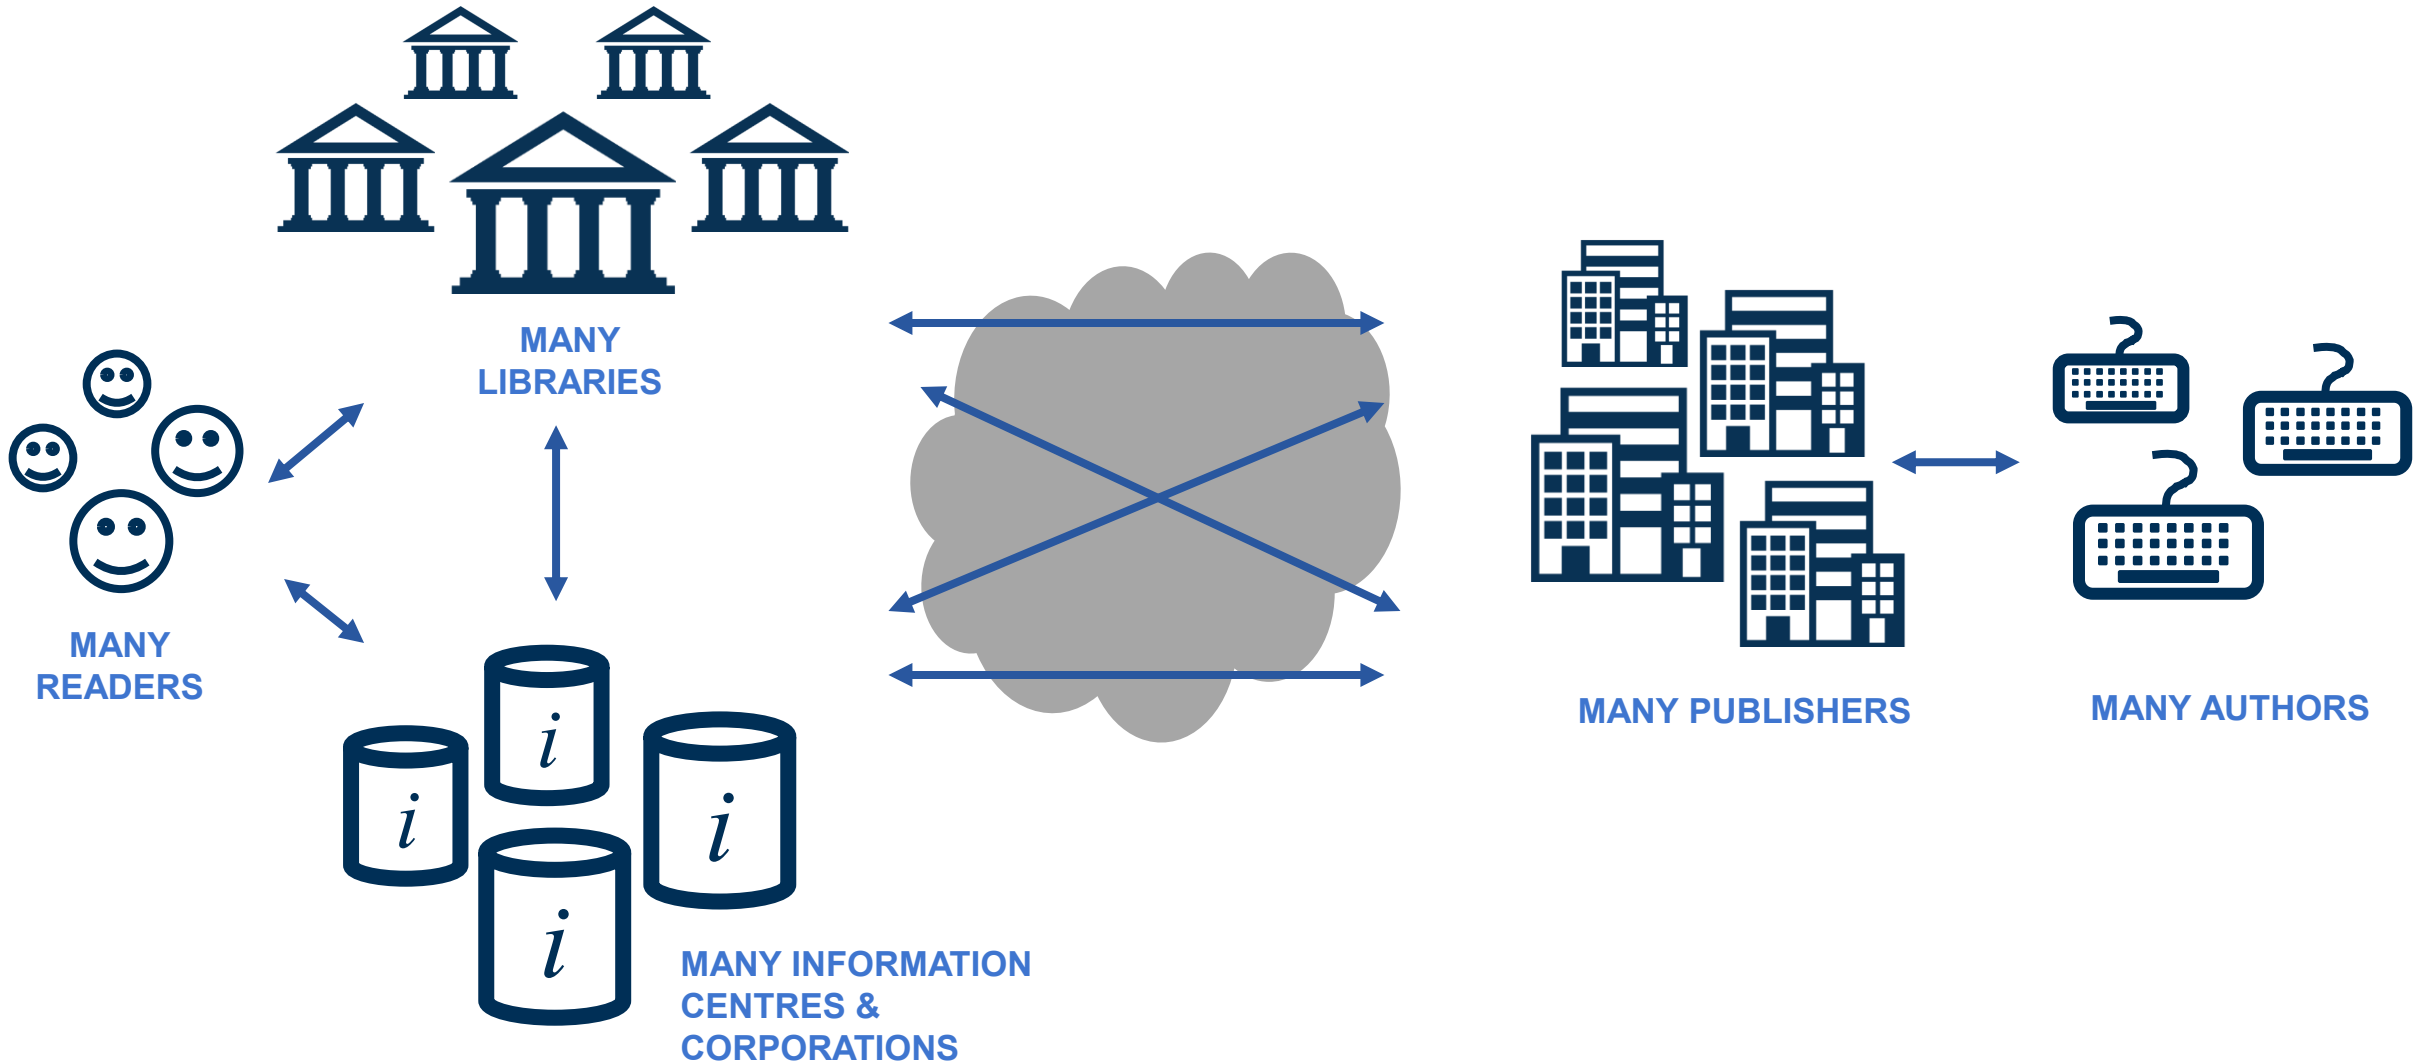 MANY
LIBRARIES
MANY
READERS
i
i
i
i
MANY INFORMATION
CENTRES &
CORPORATIONS
MANY PUBLISHERS
MANY AUTHORS